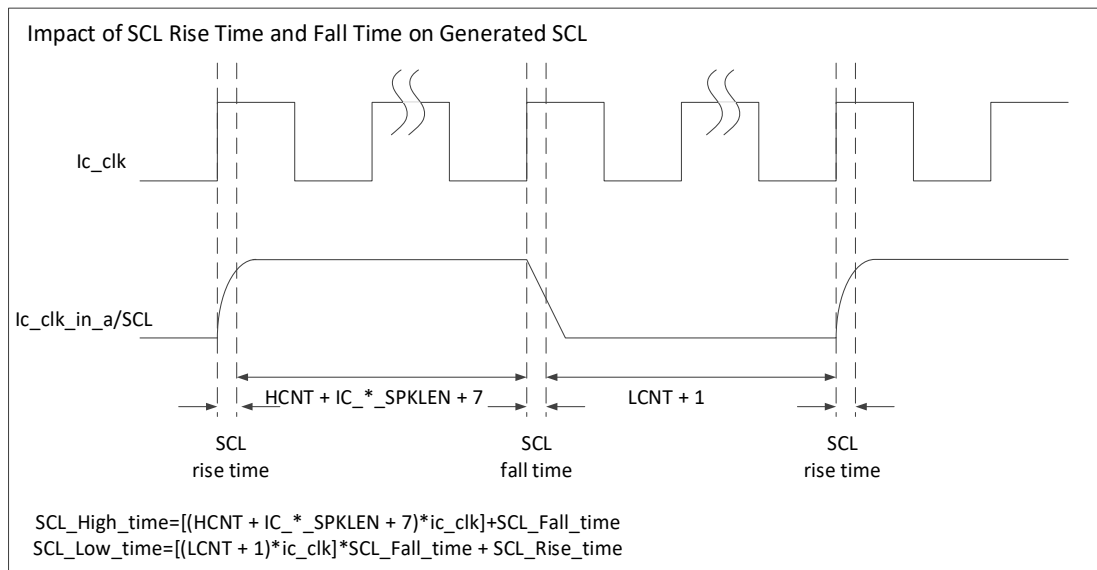 Impact of SCL Rise Time and Fall Time on Generated SCL
Ic_clk
Ic_clk_in_a/SCL
HCNT + IC_*_SPKLEN + 7
LCNT + 1
SCL
rise time
SCL
fall time
SCL
rise time
SCL_High_time=[(HCNT + IC_*_SPKLEN + 7)*ic_clk]+SCL_Fall_time
SCL_Low_time=[(LCNT + 1)*ic_clk]*SCL_Fall_time + SCL_Rise_time